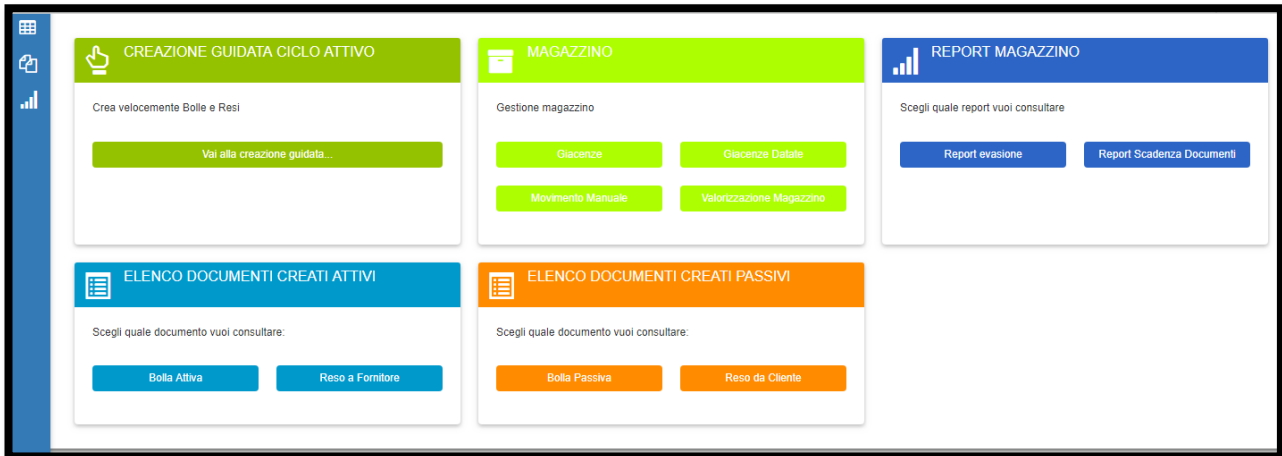 CREAZIONE GUIDATA CICLO ATTIVO
Crea velocemente Bolle e Resi
Vai alla creazione guidata...
MAGAZZINO
Gestione magazzino
Giacenze
Giacenze Datate
Movimento Manuale
Valorizzazione Magazzino
REPORT MAGAZZINO
Scegli quale report vuoi consultare
Report evasione
Report Scadenza Documenti
ELENCO DOCUMENTI CREATI ATTIVI
Scegli quale documento vuoi consultare:
Bolla Attiva
Reso a Fornitore
ELENCO DOCUMENTI CREATI PASSIVI
Scegli quale documento vuoi consultare:
Bolla Passiva
Reso da Cliente